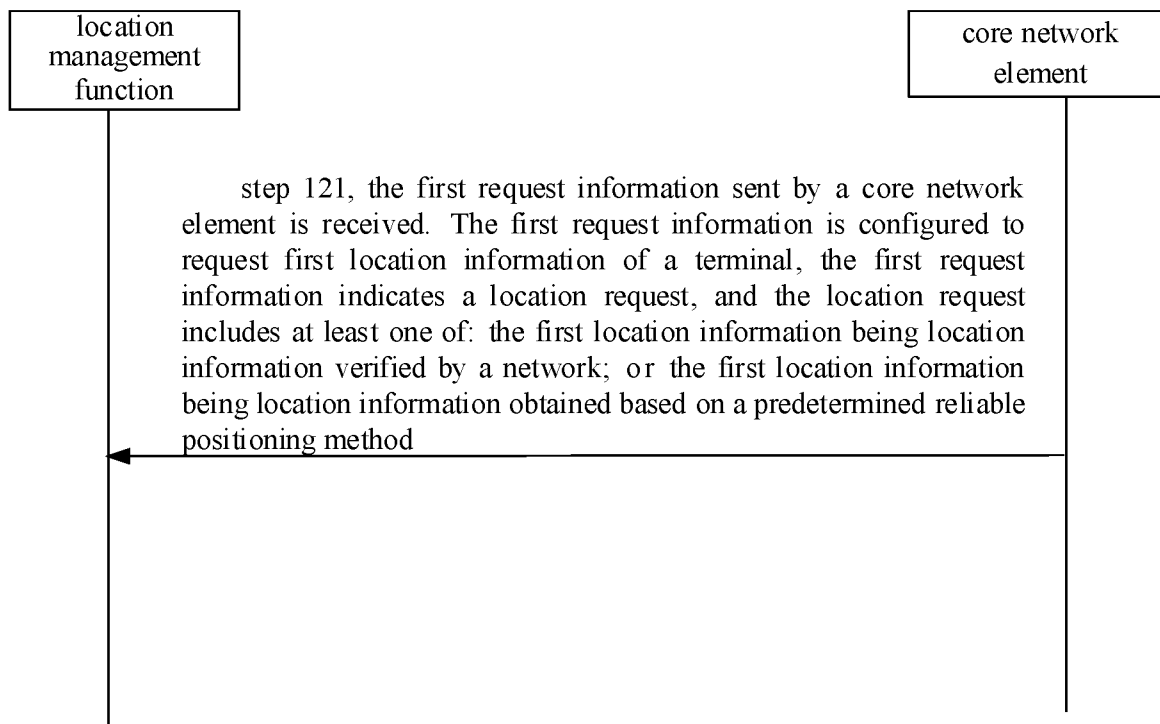 location
management
function
core network
element
step 121, the first request information sent by a core network
element is received. The first request information is configured to
request first location information of a terminal, the first request
information indicates a location request, and the location request
includes at least one of: the first location information being location
information verified by a network; or the first location information
being location information obtained based on a predetermined reliable
positioning method